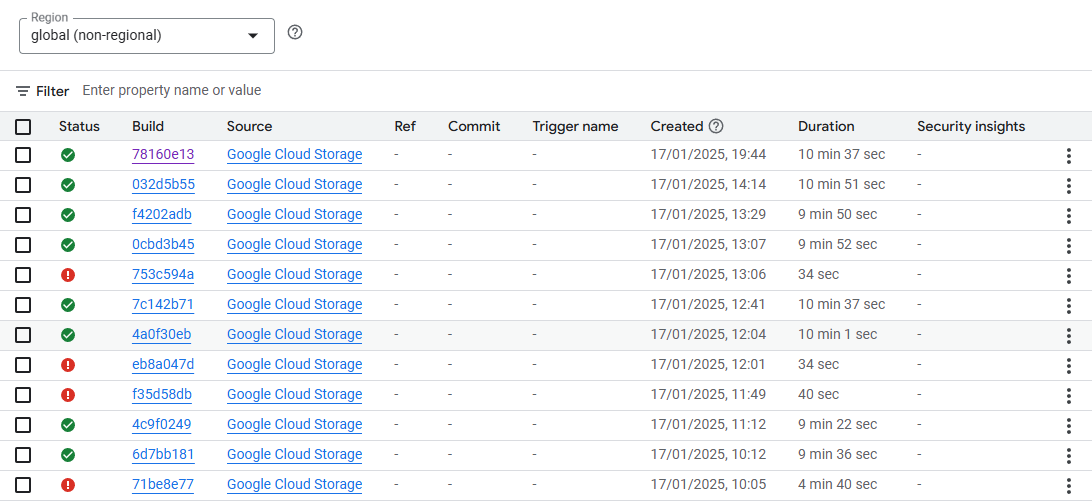 Region
global (non-regional)
Filter Enter property name or value
Status Build Source Ref Commit Trigger name Created Duration Security insights
78160e13 Google Cloud Storage - - - 17/01/2025, 19:44 10 min 37 sec -
032d5b55 Google Cloud Storage - - - 17/01/2025, 14:14 10 min 51 sec -
f4202adb Google Cloud Storage - - - 17/01/2025, 13:29 9 min 50 sec -
0cbd3b45 Google Cloud Storage - - - 17/01/2025, 13:07 9 min 52 sec -
753c594a Google Cloud Storage - - - 17/01/2025, 13:06 34 sec -
7c142b71 Google Cloud Storage - - - 17/01/2025, 12:41 10 min 37 sec -
4a0f30eb Google Cloud Storage - - - 17/01/2025, 12:04 10 min 1 sec -
eb8a047d Google Cloud Storage - - - 17/01/2025, 12:01 34 sec -
f35d58db Google Cloud Storage - - - 17/01/2025, 11:49 40 sec -
4c9f0249 Google Cloud Storage - - - 17/01/2025, 11:12 9 min 22 sec -
6d7bb181 Google Cloud Storage - - - 17/01/2025, 10:12 9 min 36 sec -
71be8e77 Google Cloud Storage - - - 17/01/2025, 10:05 4 min 40 sec -